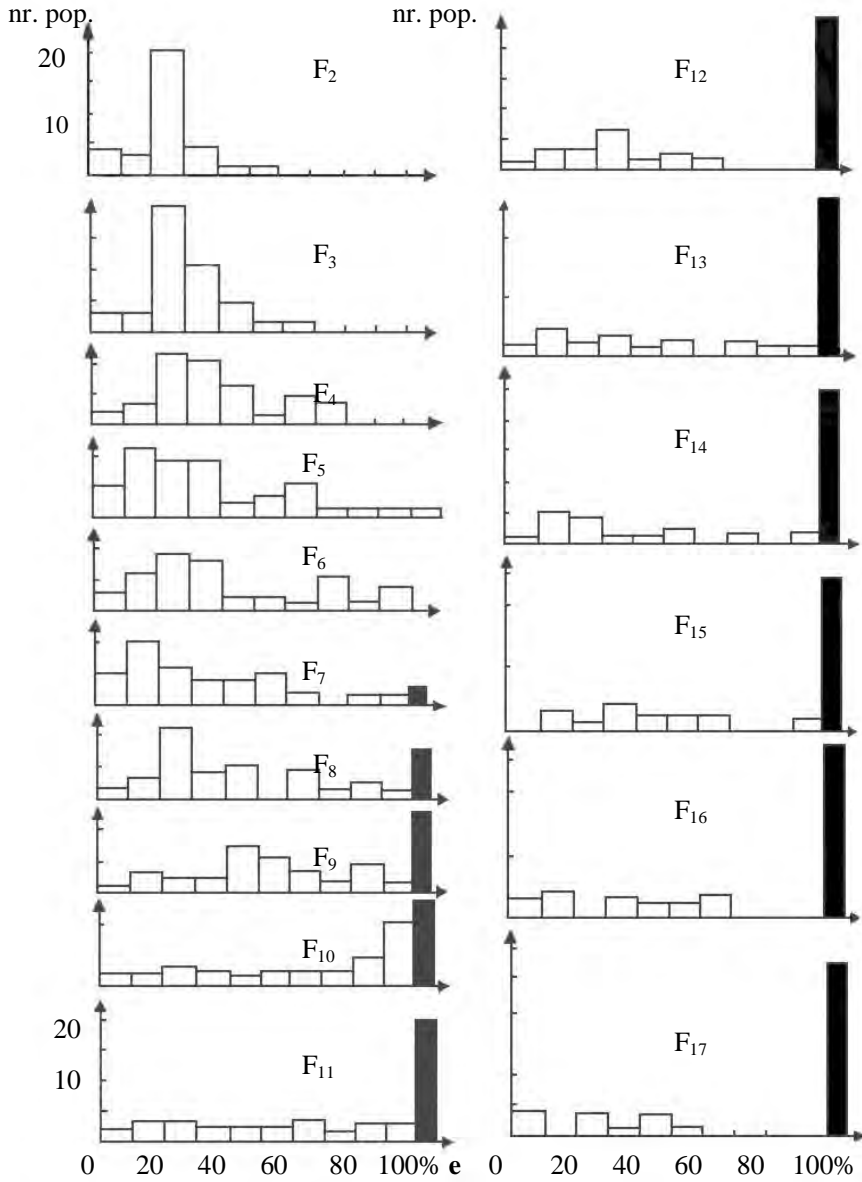 nr. pop.
20
10
F₂
F₃
F₄
F₅
F₆
F₇
F₈
F₉
F₁₀
20
10
F₁₁
0 20 40 60 80 100% e
nr. pop.
F₁₂
F₁₃
F₁₄
F₁₅
F₁₆
F₁₇
0 20 40 60 80 100%